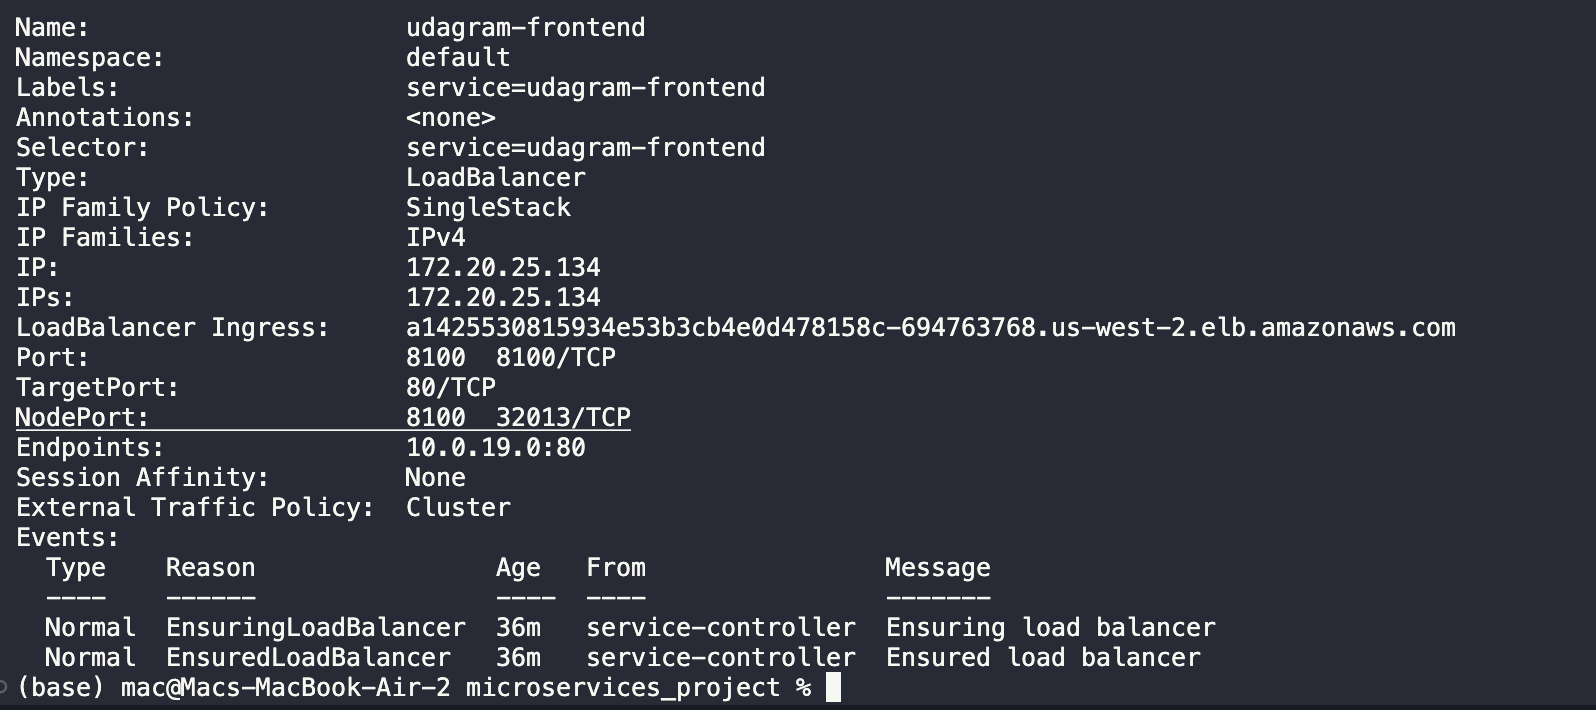 Name:                     udagram-frontend
Namespace:                default
Labels:                   service=udagram-frontend
Annotations:              <none>
Selector:                 service=udagram-frontend
Type:                     LoadBalancer
IP Family Policy:         SingleStack
IP Families:              IPv4
IP:                       172.20.25.134
IPs:                      172.20.25.134
LoadBalancer Ingress:     a1425530815934e53b3cb4e0d478158c-694763768.us-west-2.elb.amazonaws.com
Port:                     8100  8100/TCP
TargetPort:               80/TCP
NodePort:                 8100  32013/TCP
Endpoints:                10.0.19.0:80
Session Affinity:         None
External Traffic Policy:  Cluster
Events:
  Type    Reason                Age   From                Message
  ----    ------                ----  ----                -------
  Normal  EnsuringLoadBalancer  36m   service-controller  Ensuring load balancer
  Normal  EnsuredLoadBalancer   36m   service-controller  Ensured load balancer
(base) mac@Macs-MacBook-Air-2 microservices_project %